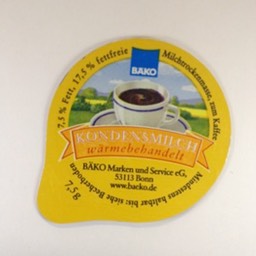 7,5 % Fett, 17,5 % fettfreie Milchtrockenmasse, zum Kaffee
BÄKO
KONDENSMILCH
wärmebehandelt
BÄKO Marken und Service eG,
53113 Bonn
www.baeko.de
7,5 g
Mindestens haltbar bis: siehe Becherboden